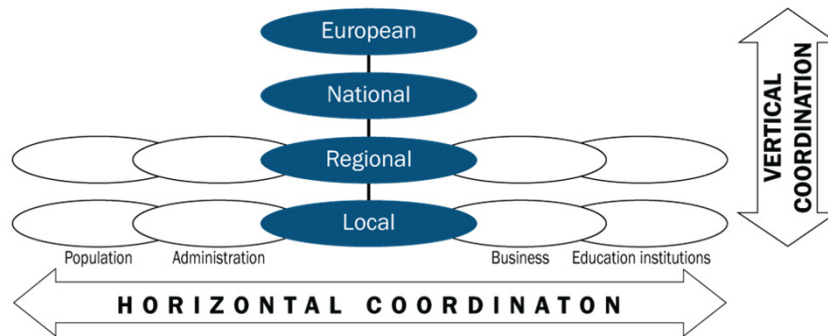 European
National
Regional
Local
Population Administration Business Education institutions
HORIZONTAL COORDINATON
VERTICAL
COORDINATION